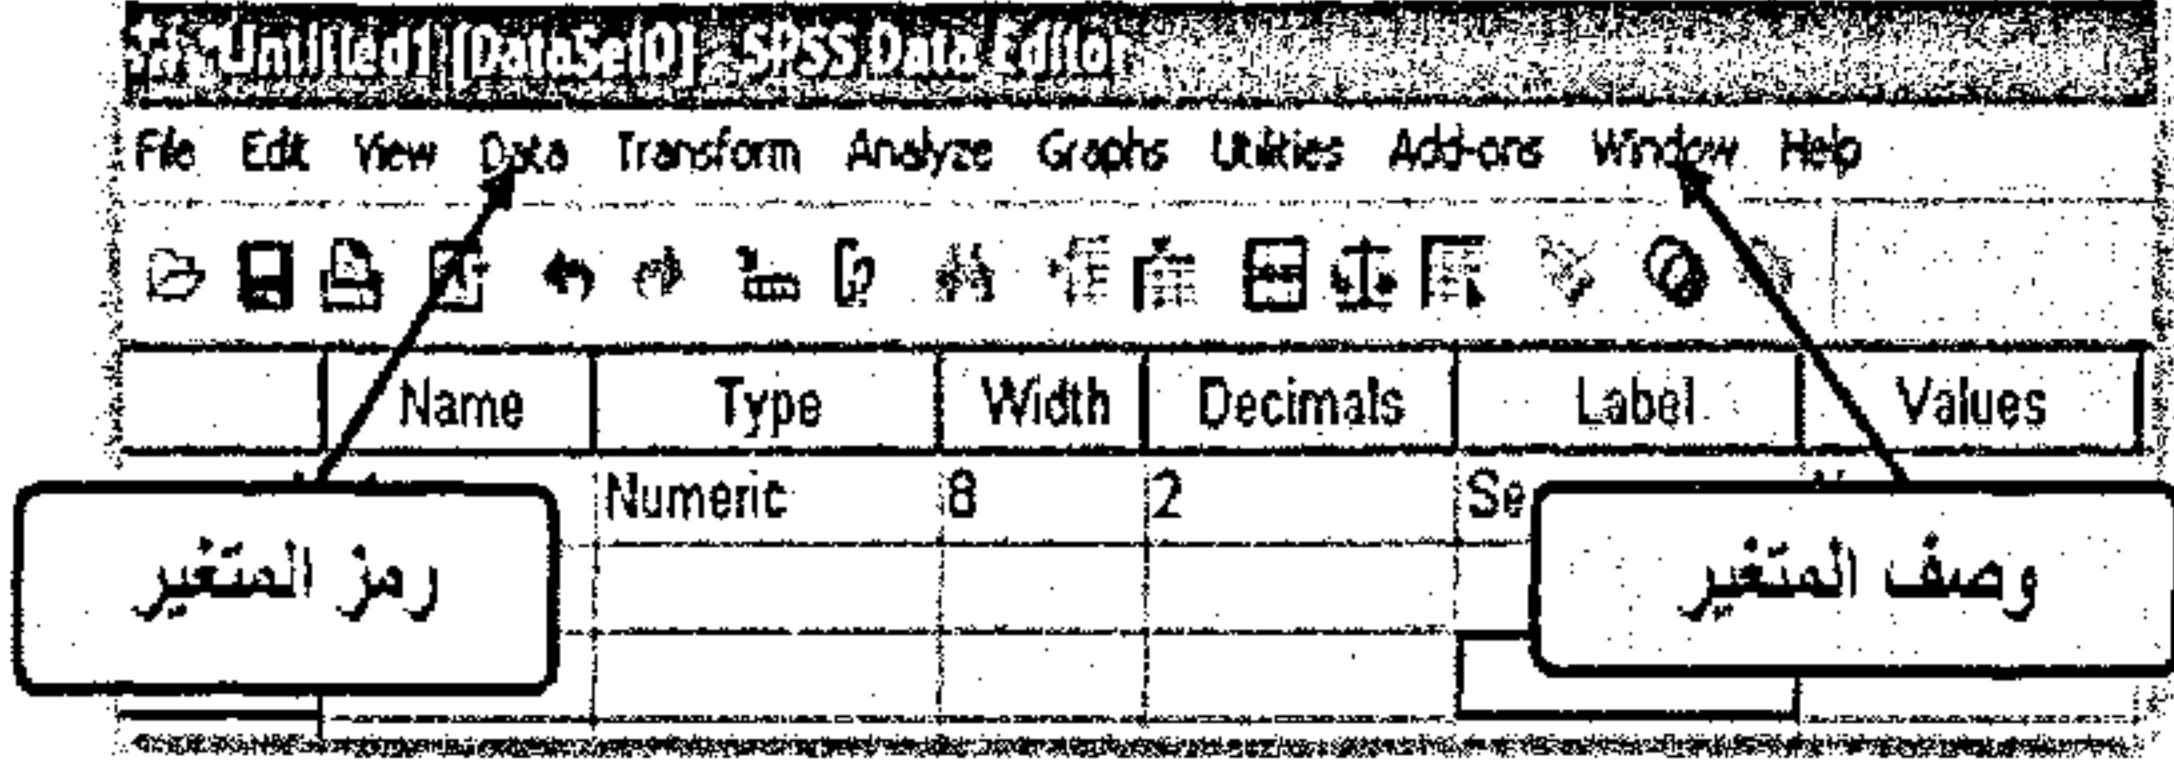 *Untitled1 [DataSet0] - SPSS Data Editor
File Edit View Data Transform Analyze Graphs Utilities Add-ons Window Help
Name Type Width Decimals Label Values
Numeric 8 2 Se
رمز المتغير
وصف المتغير